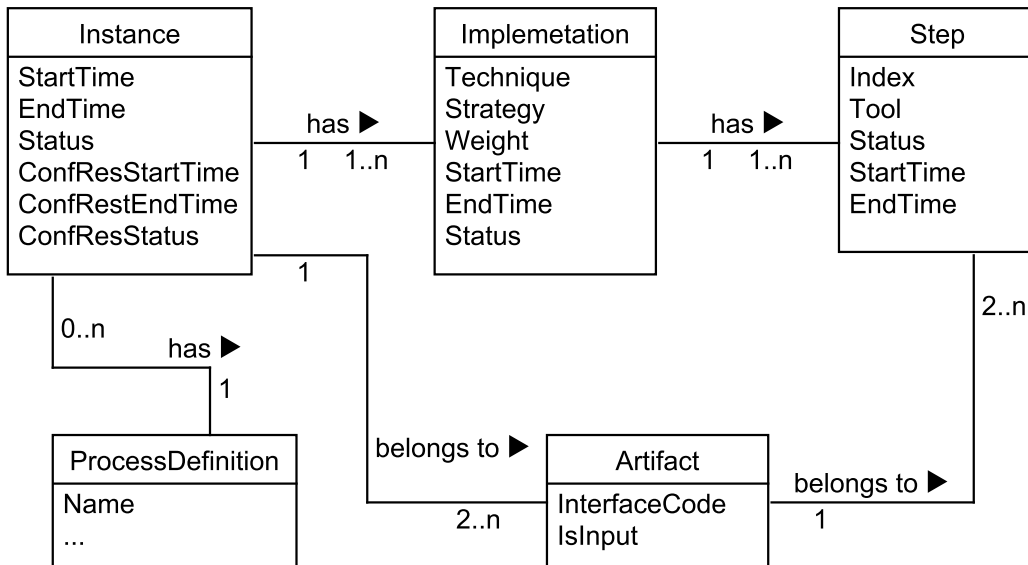 Instance
StartTime
EndTime
Status
ConfResStartTime
ConfRestEndTime
ConfResStatus
has ▶
1 1..n
Implemetation
Technique
Strategy
Weight
StartTime
EndTime
Status
has ▶
1 1..n
Step
Index
Tool
Status
StartTime
EndTime
1
2..n
0..n
has ▶
1
ProcessDefinition
Name
...
belongs to ▶
2..n
Artifact
InterfaceCode
IsInput
belongs to ▶
1